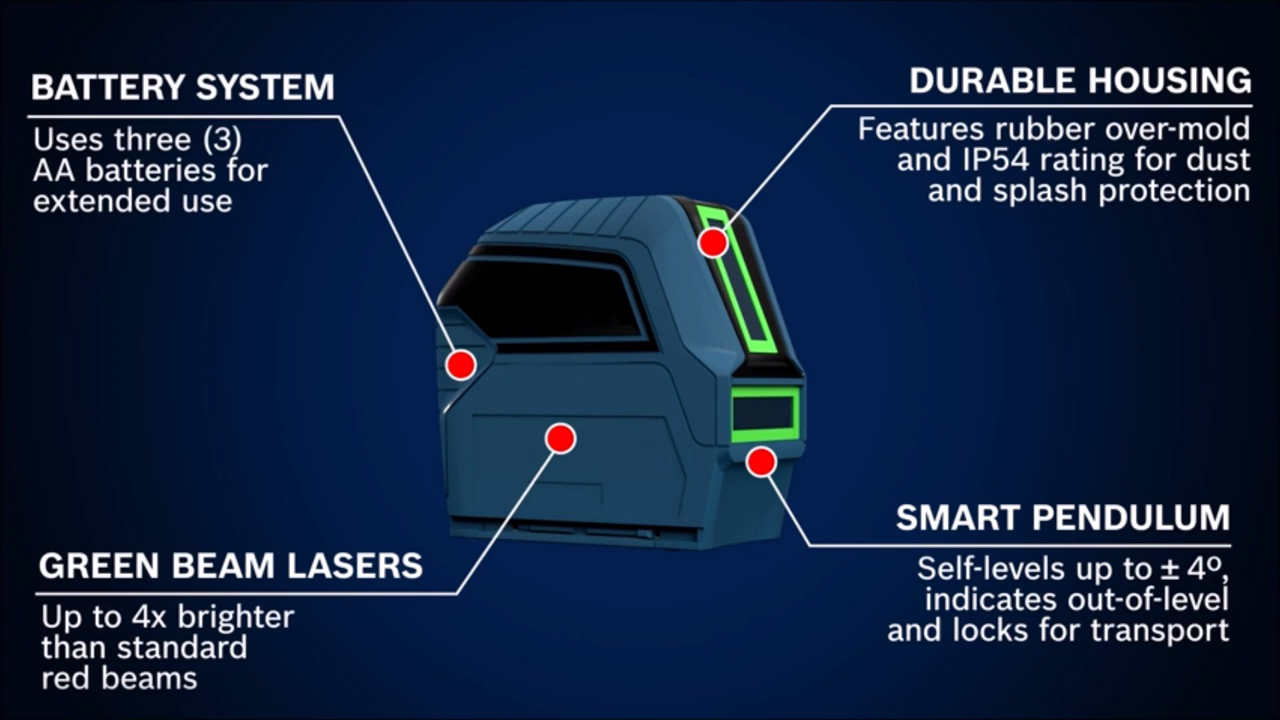 BATTERY SYSTEM
Uses three (3)
AA batteries for
extended use
DURABLE HOUSING
Features rubber over-mold
and IP54 rating for dust
and splash protection
GREEN BEAM LASERS
Up to 4x brighter
than standard
red beams
SMART PENDULUM
Self-levels up to ± 4º,
indicates out-of-level
and locks for transport